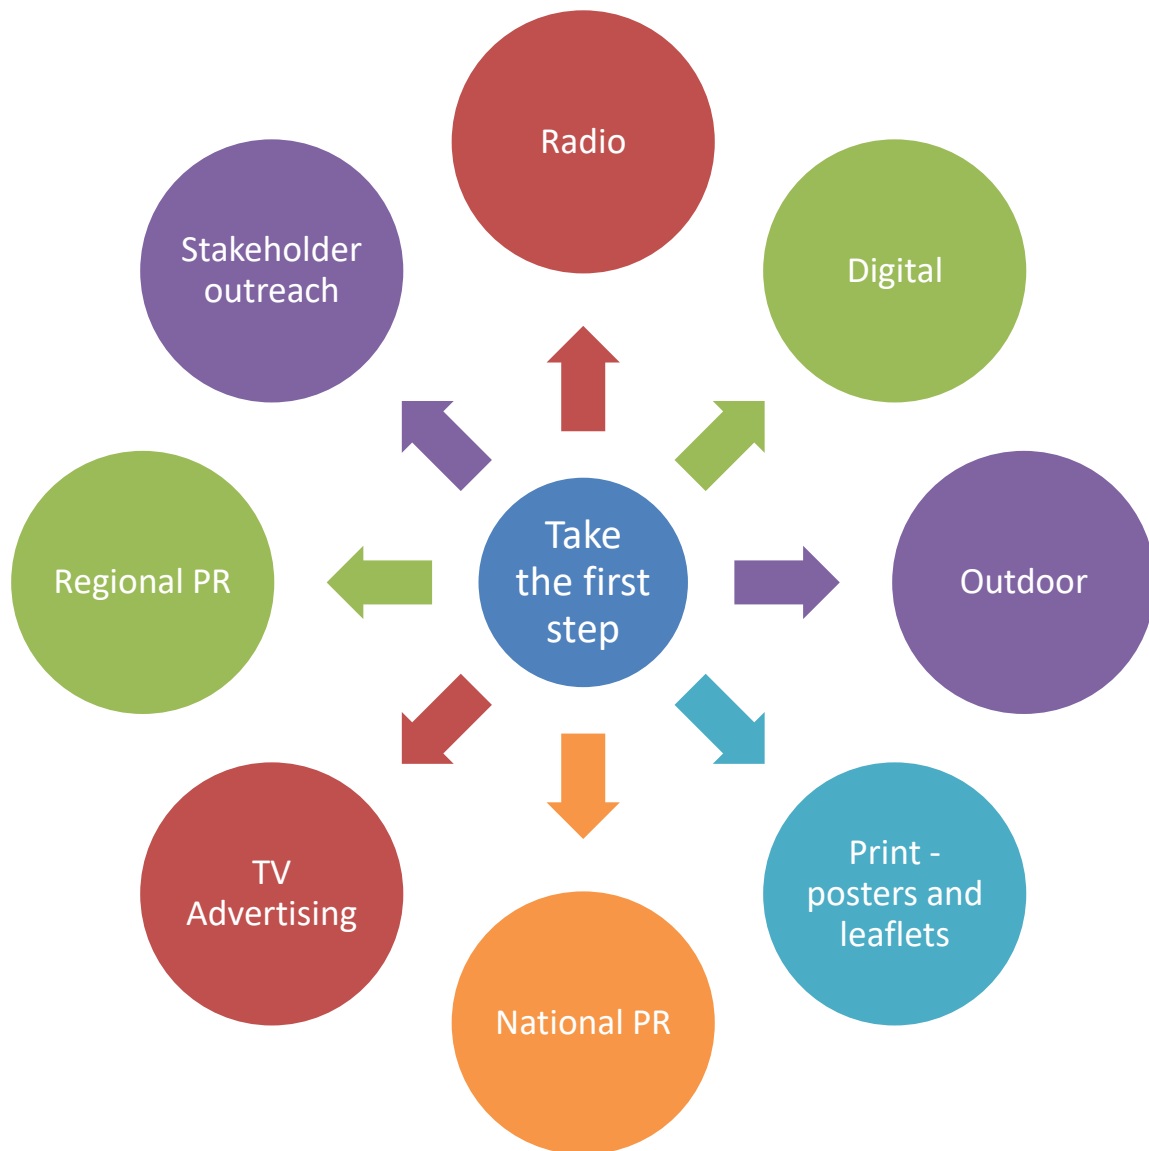 Radio
Stakeholder
outreach
Digital
Regional PR
Take
the first
step
Outdoor
TV
Advertising
Print -
posters and
leaflets
National PR